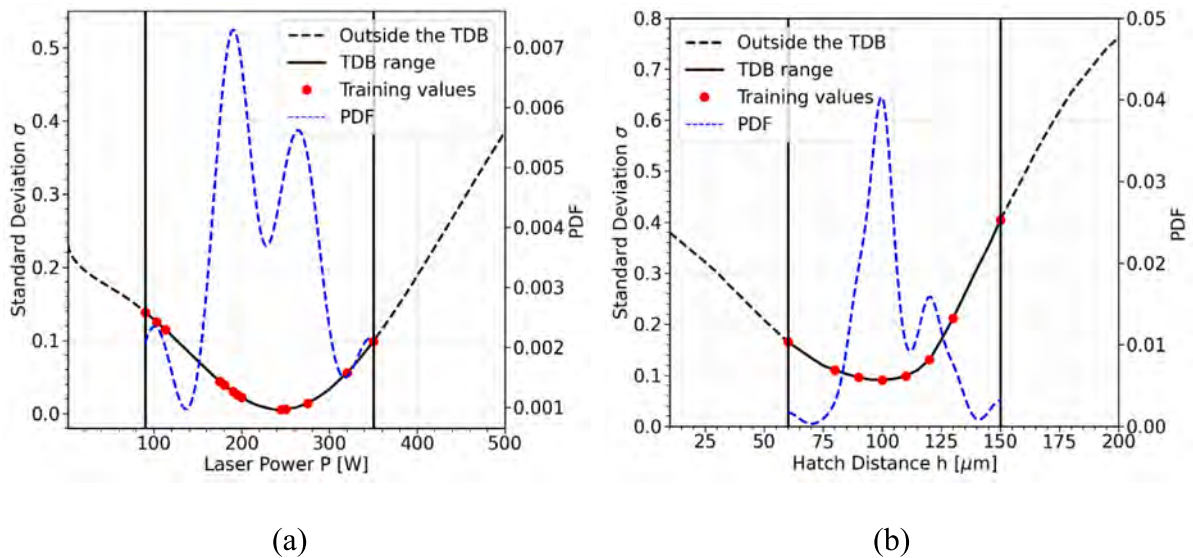 Outside the TDB
TDB range
Training values
PDF
0.5
0.4
0.3
0.2
0.1
0.0
Standard Deviation σ
0.007
0.006
0.005
0.004
0.003
0.002
0.001
PDF
100 200 300 400 500
Laser Power P [W]
(a)
Outside the TDB
TDB range
Training values
PDF
0.8
0.7
0.6
0.5
0.4
0.3
0.2
0.1
0.0
Standard Deviation σ
0.05
0.04
0.03
0.02
0.01
0.00
PDF
25 50 75 100 125 150 175 200
Hatch Distance h [μm]
(b)